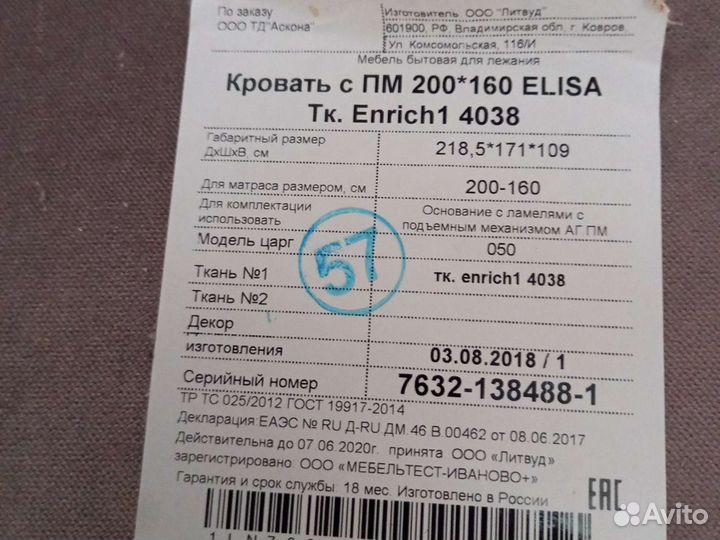 По заказу
ООО ТД"Аскона"
Изготовитель ООО "Литвуд"
601900, РФ, Владимирская обл, г. Ковров,
Ул. Комсомольская, 116/И
Мебель бытовая для лежания
Кровать с ПМ 200*160 ELISA
Тк. Enrich1 4038
Габаритный размер
ДхШхВ, см
218,5*171*109
Для матраса размером, см
200-160
Для комплектации
использовать
Основание с ламелями с
подъемным механизмом АГ ПМ
Модель царг
050
57
Ткань №1
тк. enrich1 4038
Ткань №2
Декор
изготовления
03.08.2018 / 1
Серийный номер
7632-138488-1
ТР ТС 025/2012 ГОСТ 19917-2014
Декларация:ЕАЭС № RU Д-RU ДМ 46 В.00462 от 08.06.2017
Действительна до 07.06.2020г. принята ООО «Литвуд»
зарегистрировано ООО «МЕБЕЛЬТЕСТ-ИВАНОВО+»
Гарантия и срок службы: 18 мес. Изготовлено в России
EAC
Avito